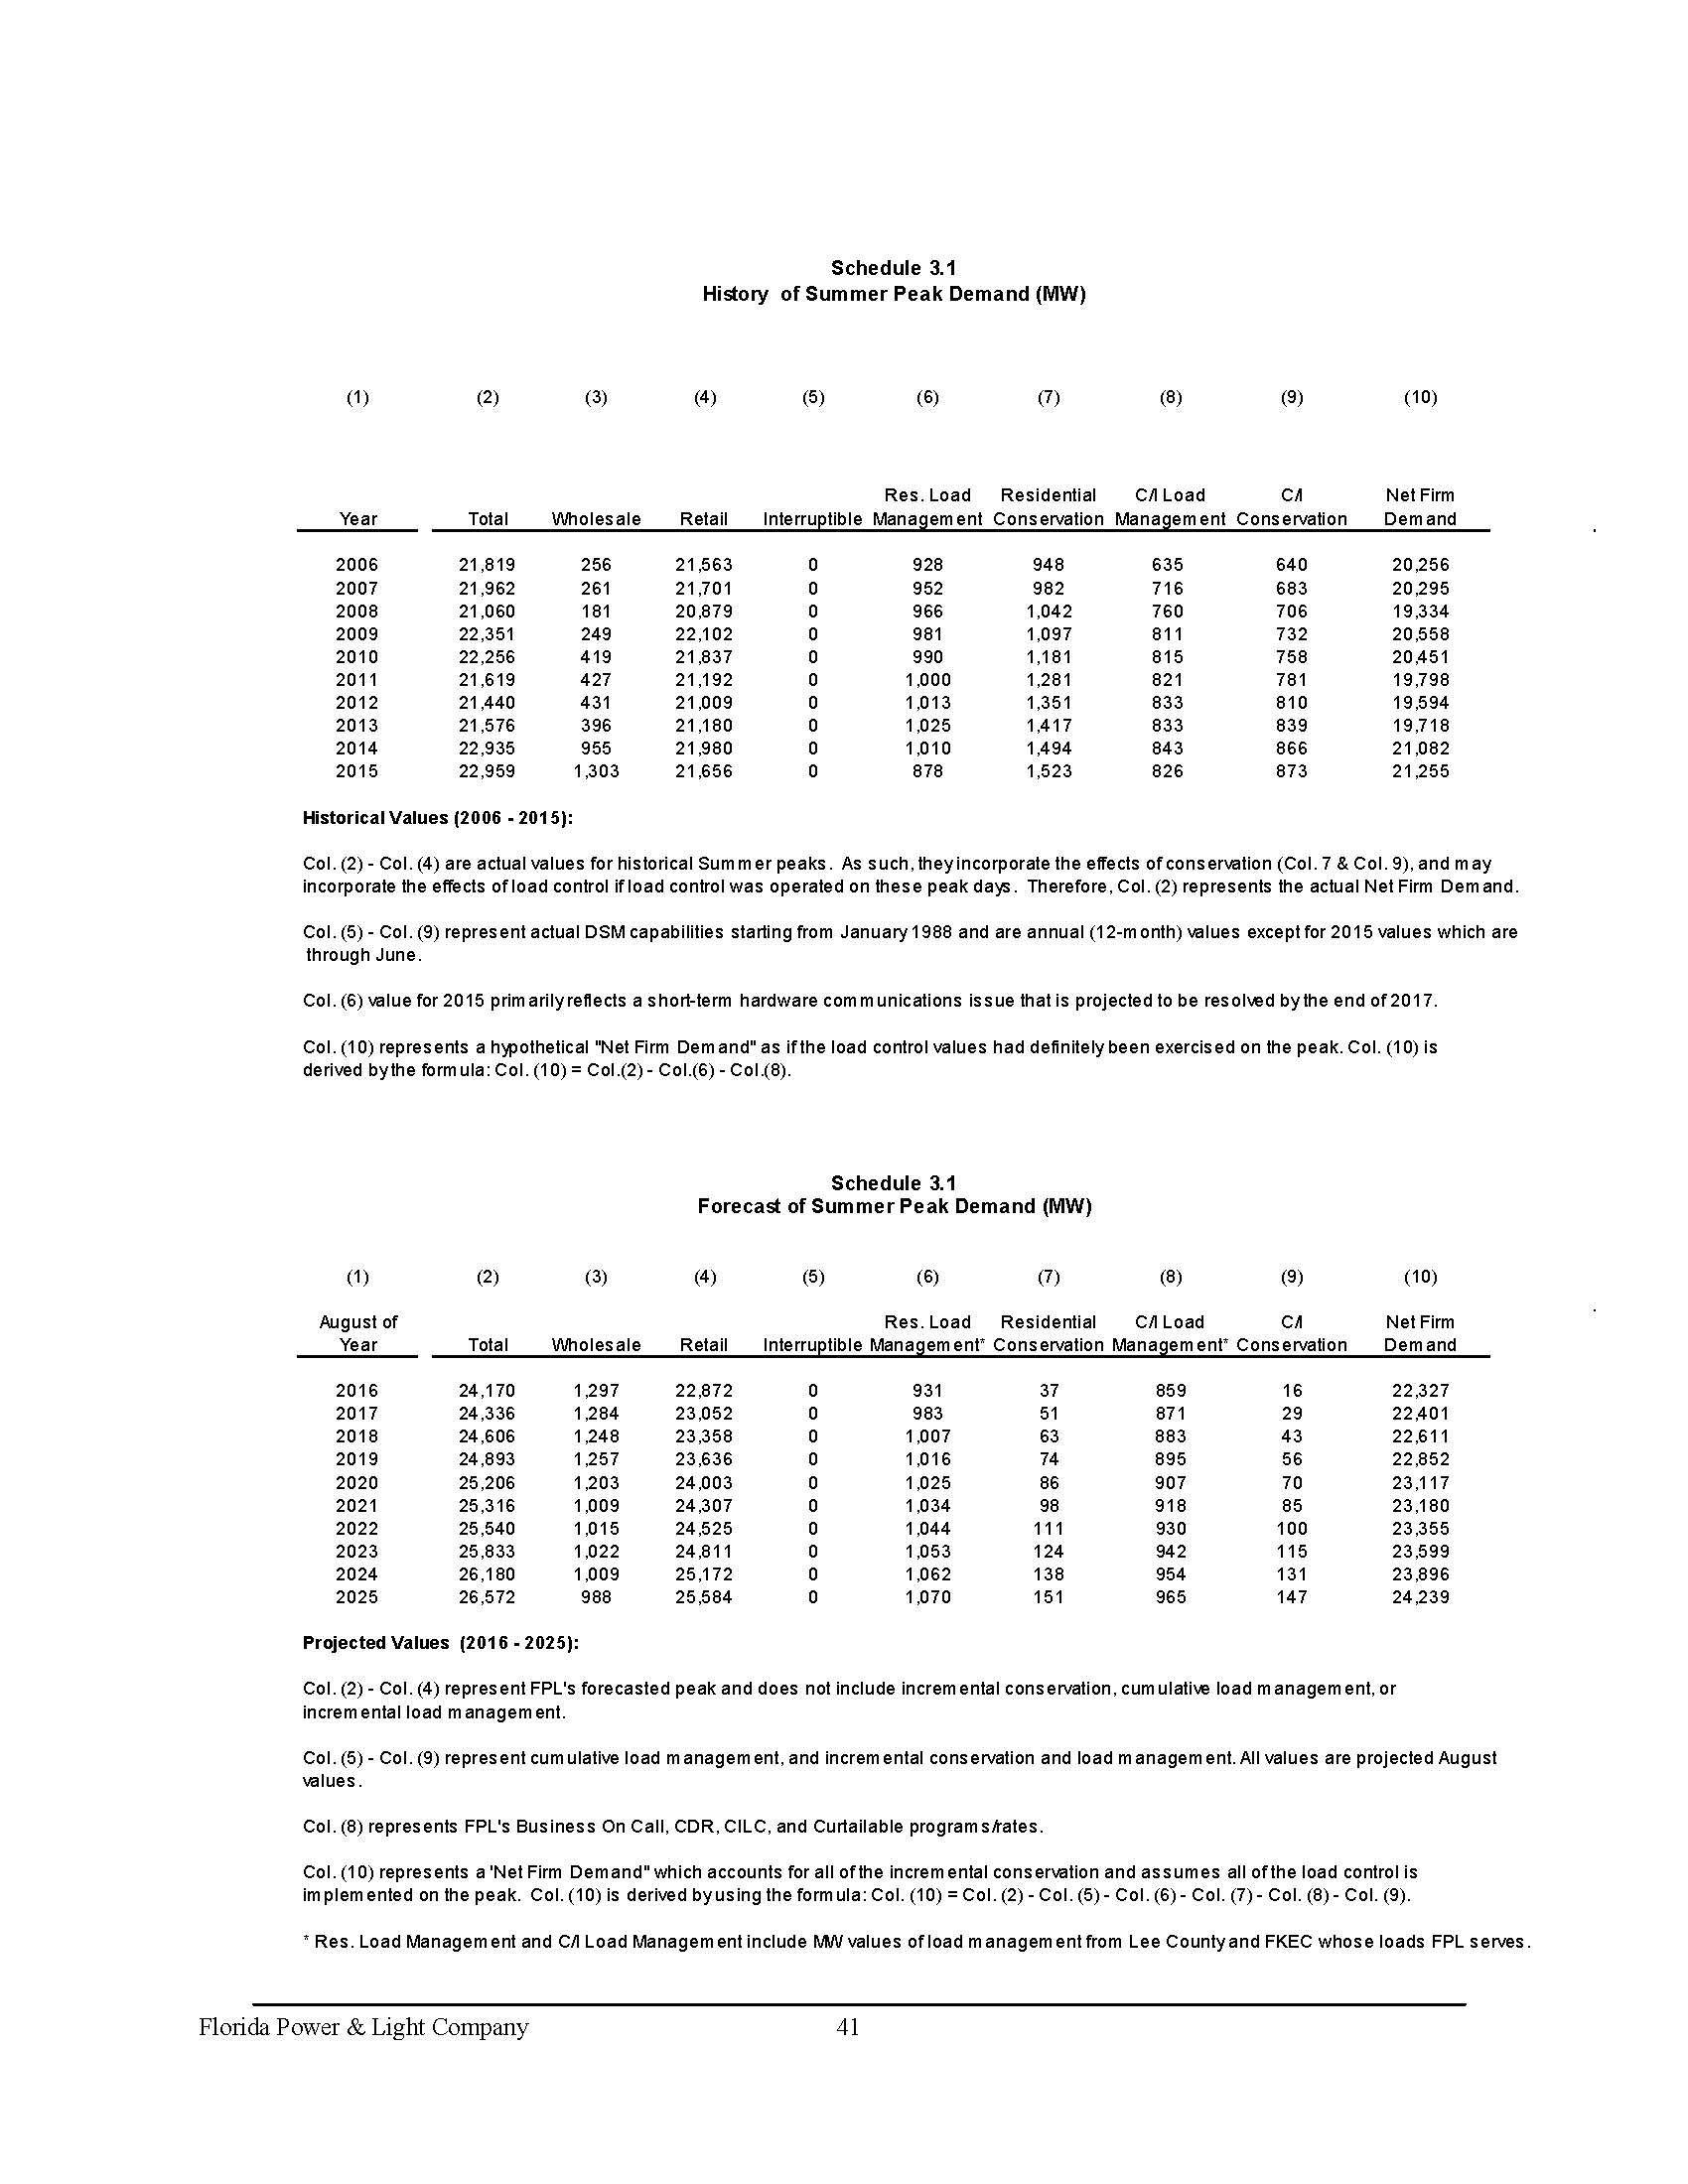 Schedule 3.1
History of Summer Peak Demand (MW)
(1) (2) (3) (4) (5) (6) (7) (8) (9) (10)
Res. Load Residential C/I Load C/I Net Firm
Year Total Wholesale Retail Interruptible Management Conservation Management Conservation Demand
2006 21,819 256 21,563 0 928 948 635 640 20,256
2007 21,962 261 21,701 0 952 982 716 683 20,295
2008 21,060 181 20,879 0 966 1,042 760 706 19,334
2009 22,351 249 22,102 0 981 1,097 811 732 20,558
2010 22,256 419 21,837 0 990 1,181 815 758 20,451
2011 21,619 427 21,192 0 1,000 1,281 821 781 19,798
2012 21,440 431 21,009 0 1,013 1,351 833 810 19,594
2013 21,576 396 21,180 0 1,025 1,417 833 839 19,718
2014 22,935 955 21,980 0 1,010 1,494 843 866 21,082
2015 22,959 1,303 21,656 0 878 1,523 826 873 21,255
Historical Values (2006 - 2015):
Col. (2) - Col. (4) are actual values for historical Summer peaks. As such, they incorporate the effects of conservation (Col. 7 & Col. 9), and may
incorporate the effects of load control if load control was operated on these peak days. Therefore, Col. (2) represents the actual Net Firm Demand.
Col. (5) - Col. (9) represent actual DSM capabilities starting from January 1988 and are annual (12-month) values except for 2015 values which are
through June.
Col. (6) value for 2015 primarily reflects a short-term hardware communications issue that is projected to be resolved by the end of 2017.
Col. (10) represents a hypothetical "Net Firm Demand" as if the load control values had definitely been exercised on the peak. Col. (10) is
derived by the formula: Col. (10) = Col.(2) - Col.(6) - Col.(8).
Schedule 3.1
Forecast of Summer Peak Demand (MW)
(1) (2) (3) (4) (5) (6) (7) (8) (9) (10)
August of Res. Load Residential C/I Load C/I Net Firm
Year Total Wholesale Retail Interruptible Management* Conservation Management* Conservation Demand
2016 24,170 1,297 22,872 0 931 37 859 16 22,327
2017 24,336 1,284 23,052 0 983 51 871 29 22,401
2018 24,606 1,248 23,358 0 1,007 63 883 43 22,611
2019 24,893 1,257 23,636 0 1,016 74 895 56 22,852
2020 25,206 1,203 24,003 0 1,025 86 907 70 23,117
2021 25,316 1,009 24,307 0 1,034 98 918 85 23,180
2022 25,540 1,015 24,525 0 1,044 111 930 100 23,355
2023 25,833 1,022 24,811 0 1,053 124 942 115 23,599
2024 26,180 1,009 25,172 0 1,062 138 954 131 23,896
2025 26,572 988 25,584 0 1,070 151 965 147 24,239
Projected Values (2016 - 2025):
Col. (2) - Col. (4) represent FPL's forecasted peak and does not include incremental conservation, cumulative load management, or
incremental load management.
Col. (5) - Col. (9) represent cumulative load management, and incremental conservation and load management. All values are projected August
values.
Col. (8) represents FPL's Business On Call, CDR, CILC, and Curtailable programs/rates.
Col. (10) represents a 'Net Firm Demand" which accounts for all of the incremental conservation and assumes all of the load control is
implemented on the peak. Col. (10) is derived by using the formula: Col. (10) = Col. (2) - Col. (5) - Col. (6) - Col. (7) - Col. (8) - Col. (9).
* Res. Load Management and C/I Load Management include MW values of load management from Lee County and FKEC whose loads FPL serves.
Florida Power & Light Company 41